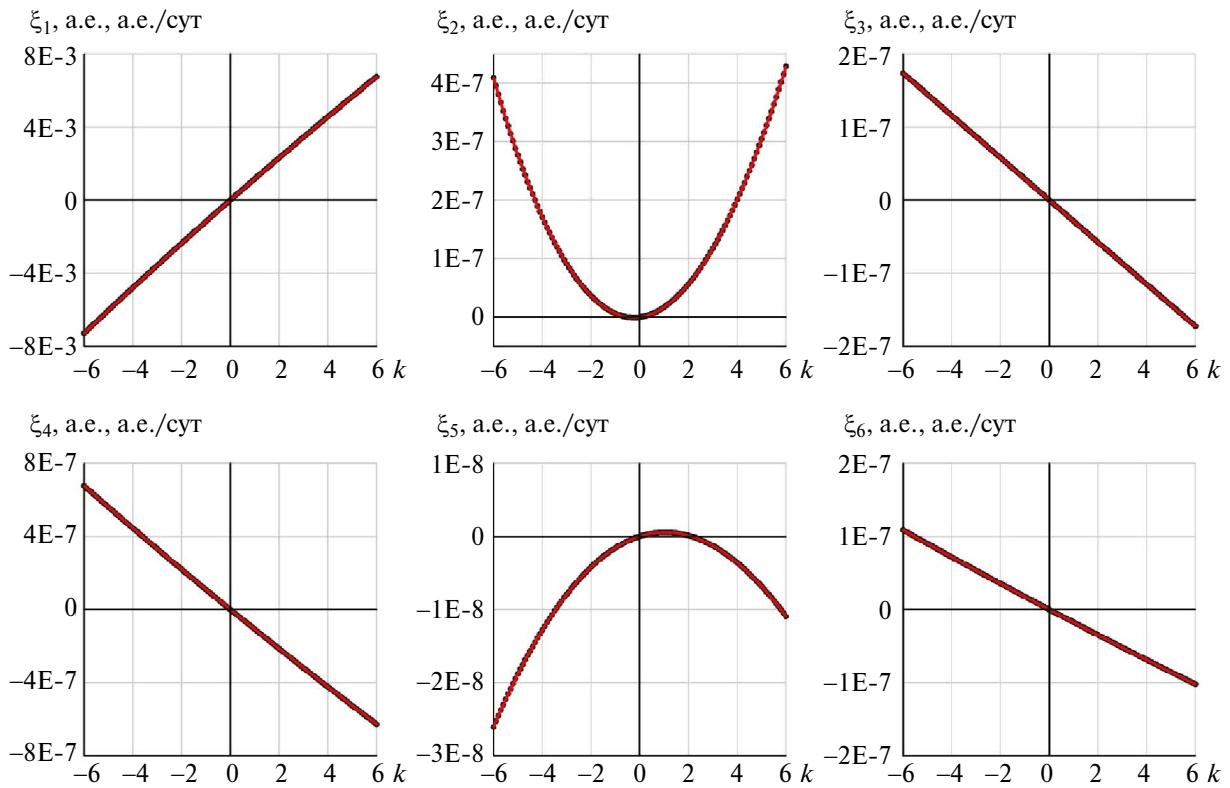 ξ1, а.е., а.е./сут
8E-3
4E-3
0
−4E-3
−8E-3
−6 −4 −2 0 2 4 6 k
ξ2, а.е., а.е./сут
4E-7
3E-7
2E-7
1E-7
0
−6 −4 −2 0 2 4 6 k
ξ3, а.е., а.е./сут
2E-7
1E-7
0
−1E-7
−2E-7
−6 −4 −2 0 2 4 6 k
ξ4, а.е., а.е./сут
8E-7
4E-7
0
−4E-7
−8E-7
−6 −4 −2 0 2 4 6 k
ξ5, а.е., а.е./сут
1E-8
0
−1E-8
−2E-8
−3E-8
−6 −4 −2 0 2 4 6 k
ξ6, а.е., а.е./сут
2E-7
1E-7
0
−1E-7
−2E-7
−6 −4 −2 0 2 4 6 k